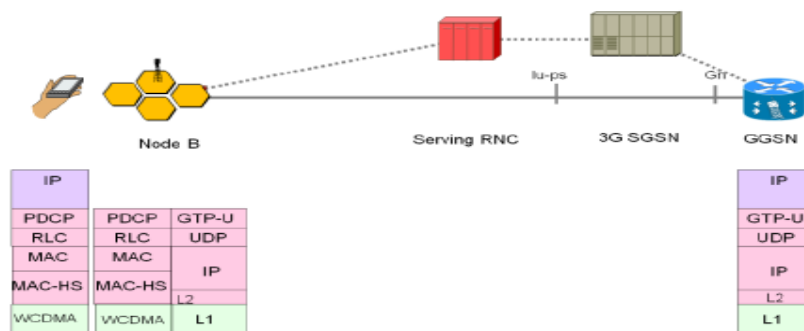 Iu-ps
Gn
Node B
Serving RNC
3G SGSN
GGSN
IP
IP
PDCP
PDCP
GTP-U
GTP-U
RLC
RLC
UDP
UDP
MAC
MAC
IP
IP
MAC-HS
MAC-HS
L2
L2
WCDMA
WCDMA
L1
L1